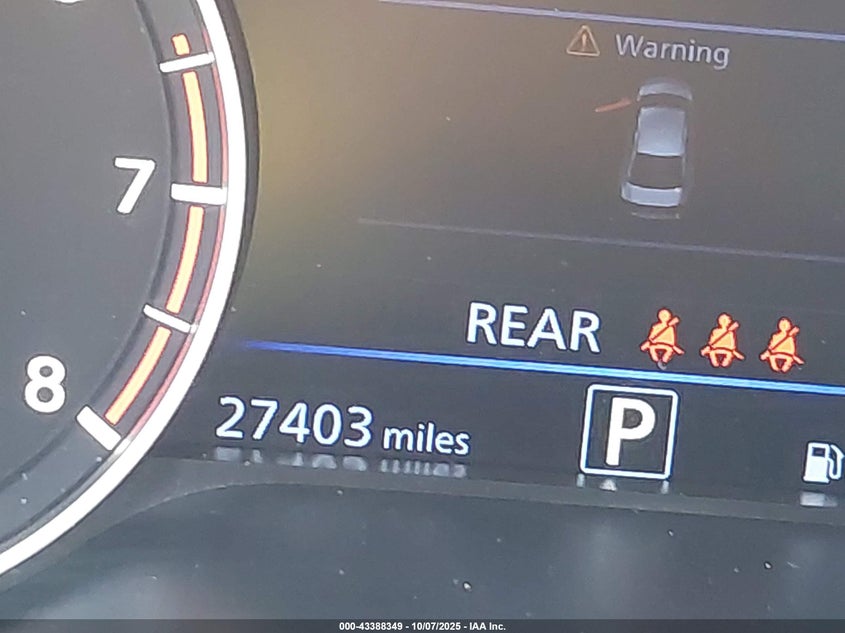 Warning
7
REAR
8
27403 miles
P
000-43388349 - 10/07/2025 - IAA Inc.